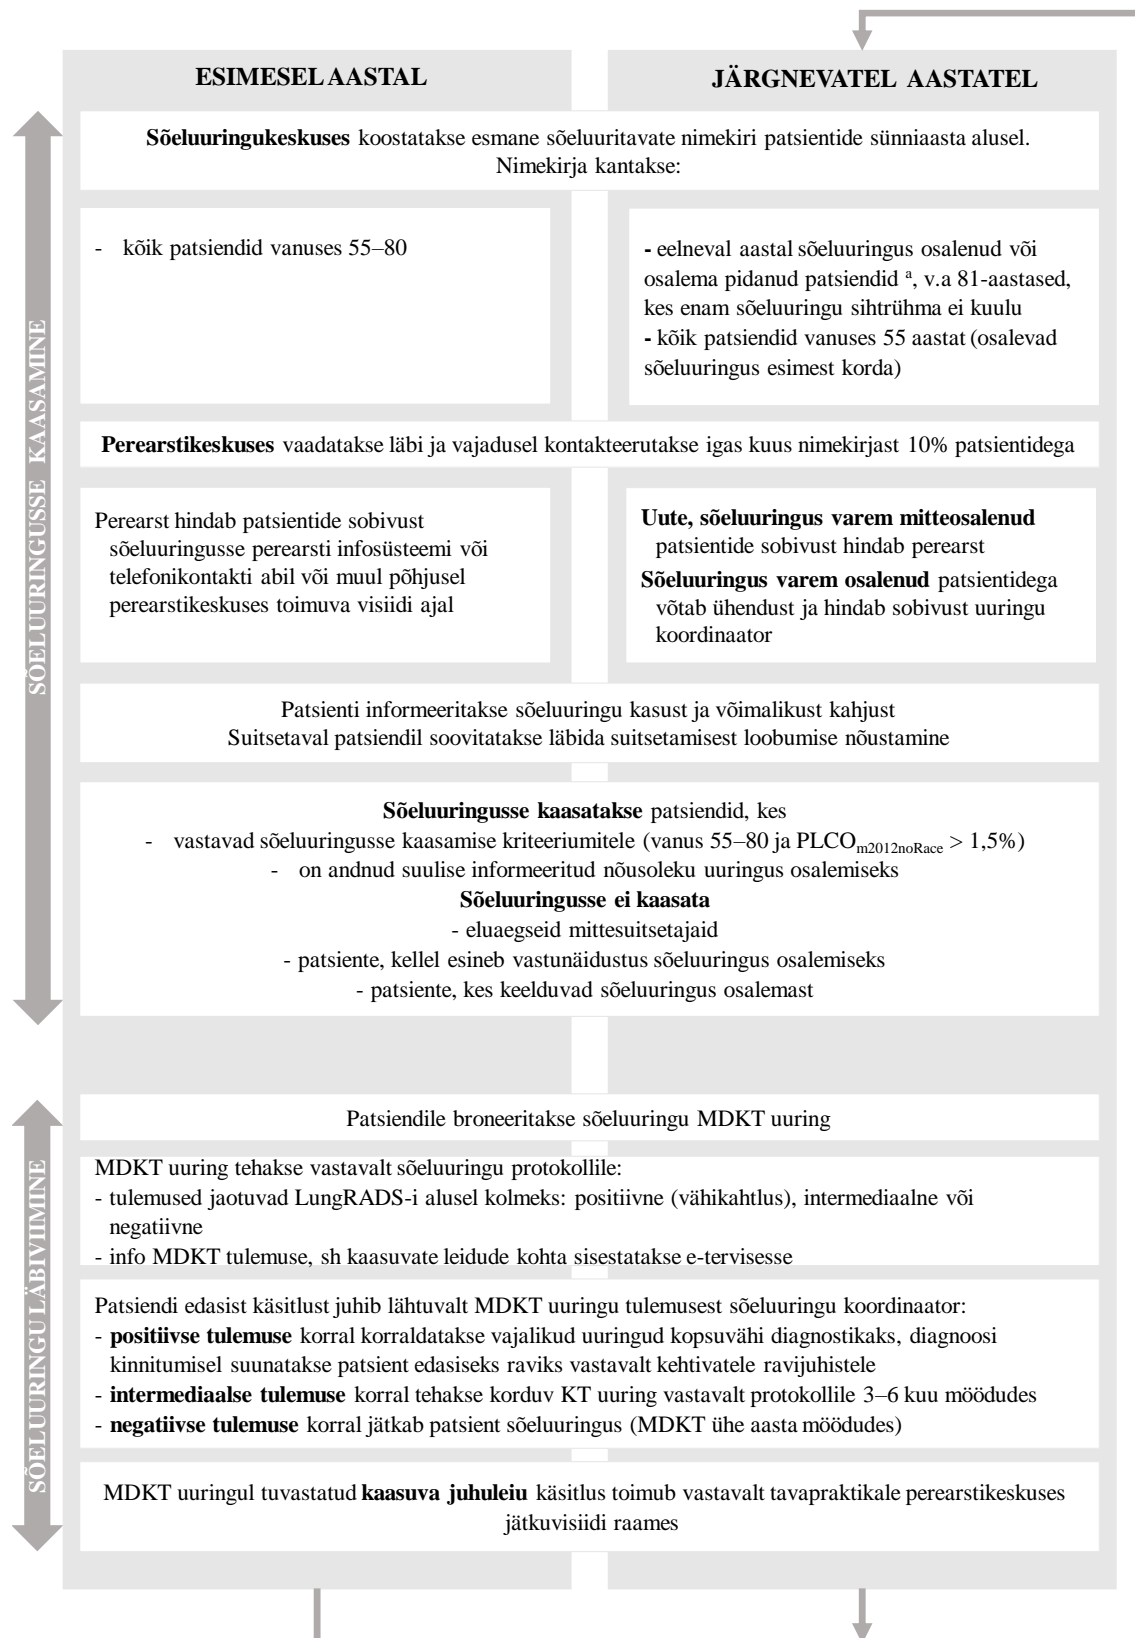 ESIMESEL AASTAL
JÄRGNEVATEL AASTATEL
SÕELUURINGUSSE KAASAMINE
Sõeluuringukeskuses koostatakse esmane sõeluuritavate nimekiri patsientide sünniaasta alusel.
Nimekirja kantakse:
- kõik patsiendid vanuses 55–80
- eelneval aastal sõeluuringus osalenud või
osalema pidanud patsiendid ª, v.a 81-aastased,
kes enam sõeluuringu sihtrühma ei kuulu
- kõik patsiendid vanuses 55 aastat (osalevad
sõeluuringus esimest korda)
Perearstikeskuses vaadatakse läbi ja vajadusel kontakteerutakse igas kuus nimekirjast 10% patsientidega
Perearst hindab patsientide sobivust
sõeluuringusse perearsti infosüsteemi või
telefonikontakti abil või muul põhjusel
perearstikeskuses toimuva visiidi ajal
Uute, sõeluuringus varem mitteosalenud
patsientide sobivust hindab perearst
Sõeluuringus varem osalenud patsientidega
võtab ühendust ja hindab sobivust uuringu
koordinaator
Patsienti informeeritakse sõeluuringu kasust ja võimalikust kahjust
Suitsetaval patsiendil soovitatakse läbida suitsetamisest loobumise nõustamine
Sõeluuringusse kaasatakse patsiendid, kes
- vastavad sõeluuringusse kaasamise kriteeriumitele (vanus 55–80 ja PLCOm2012noRace > 1,5%)
- on andnud suulise informeeritud nõusoleku uuringus osalemiseks
Sõeluuringusse ei kaasata
- eluaegseid mittesuitsetajaid
- patsiente, kellel esineb vastunäidustus sõeluuringus osalemiseks
- patsiente, kes keelduvad sõeluuringus osalemast
SÕELUURINGU LÄBIVIIMINE
Patsiendile broneeritakse sõeluuringu MDKT uuring
MDKT uuring tehakse vastavalt sõeluuringu protokollile:
- tulemused jaotuvad LungRADS-i alusel kolmeks: positiivne (vähikahtlus), intermediaalne või
negatiivne
- info MDKT tulemuse, sh kaasuvate leidude kohta sisestatakse e-tervisesse
Patsiendi edasist käsitlust juhib lähtuvalt MDKT uuringu tulemusest sõeluuringu koordinaator:
- positiivse tulemuse korral korraldatakse vajalikud uuringud kopsuvähi diagnostikaks, diagnoosi
kinnitumisel suunatakse patsient edasiseks raviks vastavalt kehtivatele ravijuhistele
- intermediaalse tulemuse korral tehakse korduv KT uuring vastavalt protokollile 3–6 kuu möödudes
- negatiivse tulemuse korral jätkab patsient sõeluuringus (MDKT ühe aasta möödudes)
MDKT uuringul tuvastatud kaasuva juhuleiu käsitlus toimub vastavalt tavapraktikale perearstikeskuses
jätkuvisiidi raames